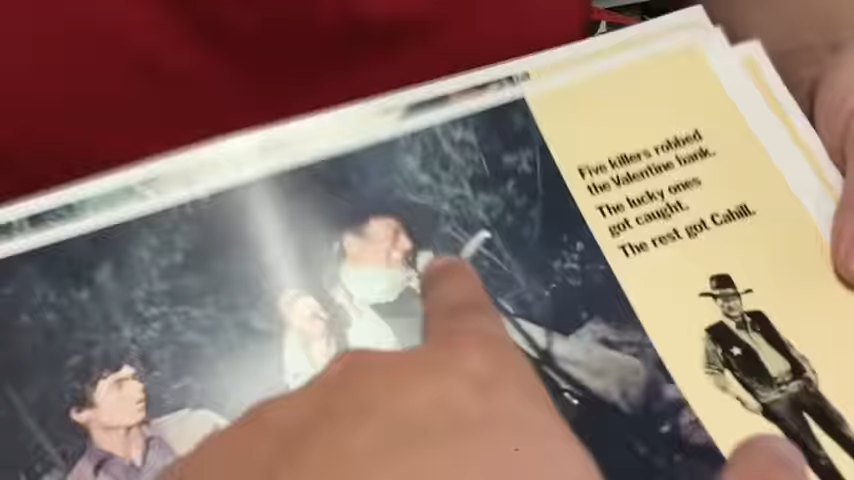 Five killers robbed
the Valentine bank.
The lucky ones
got caught.
The rest got Cahill.